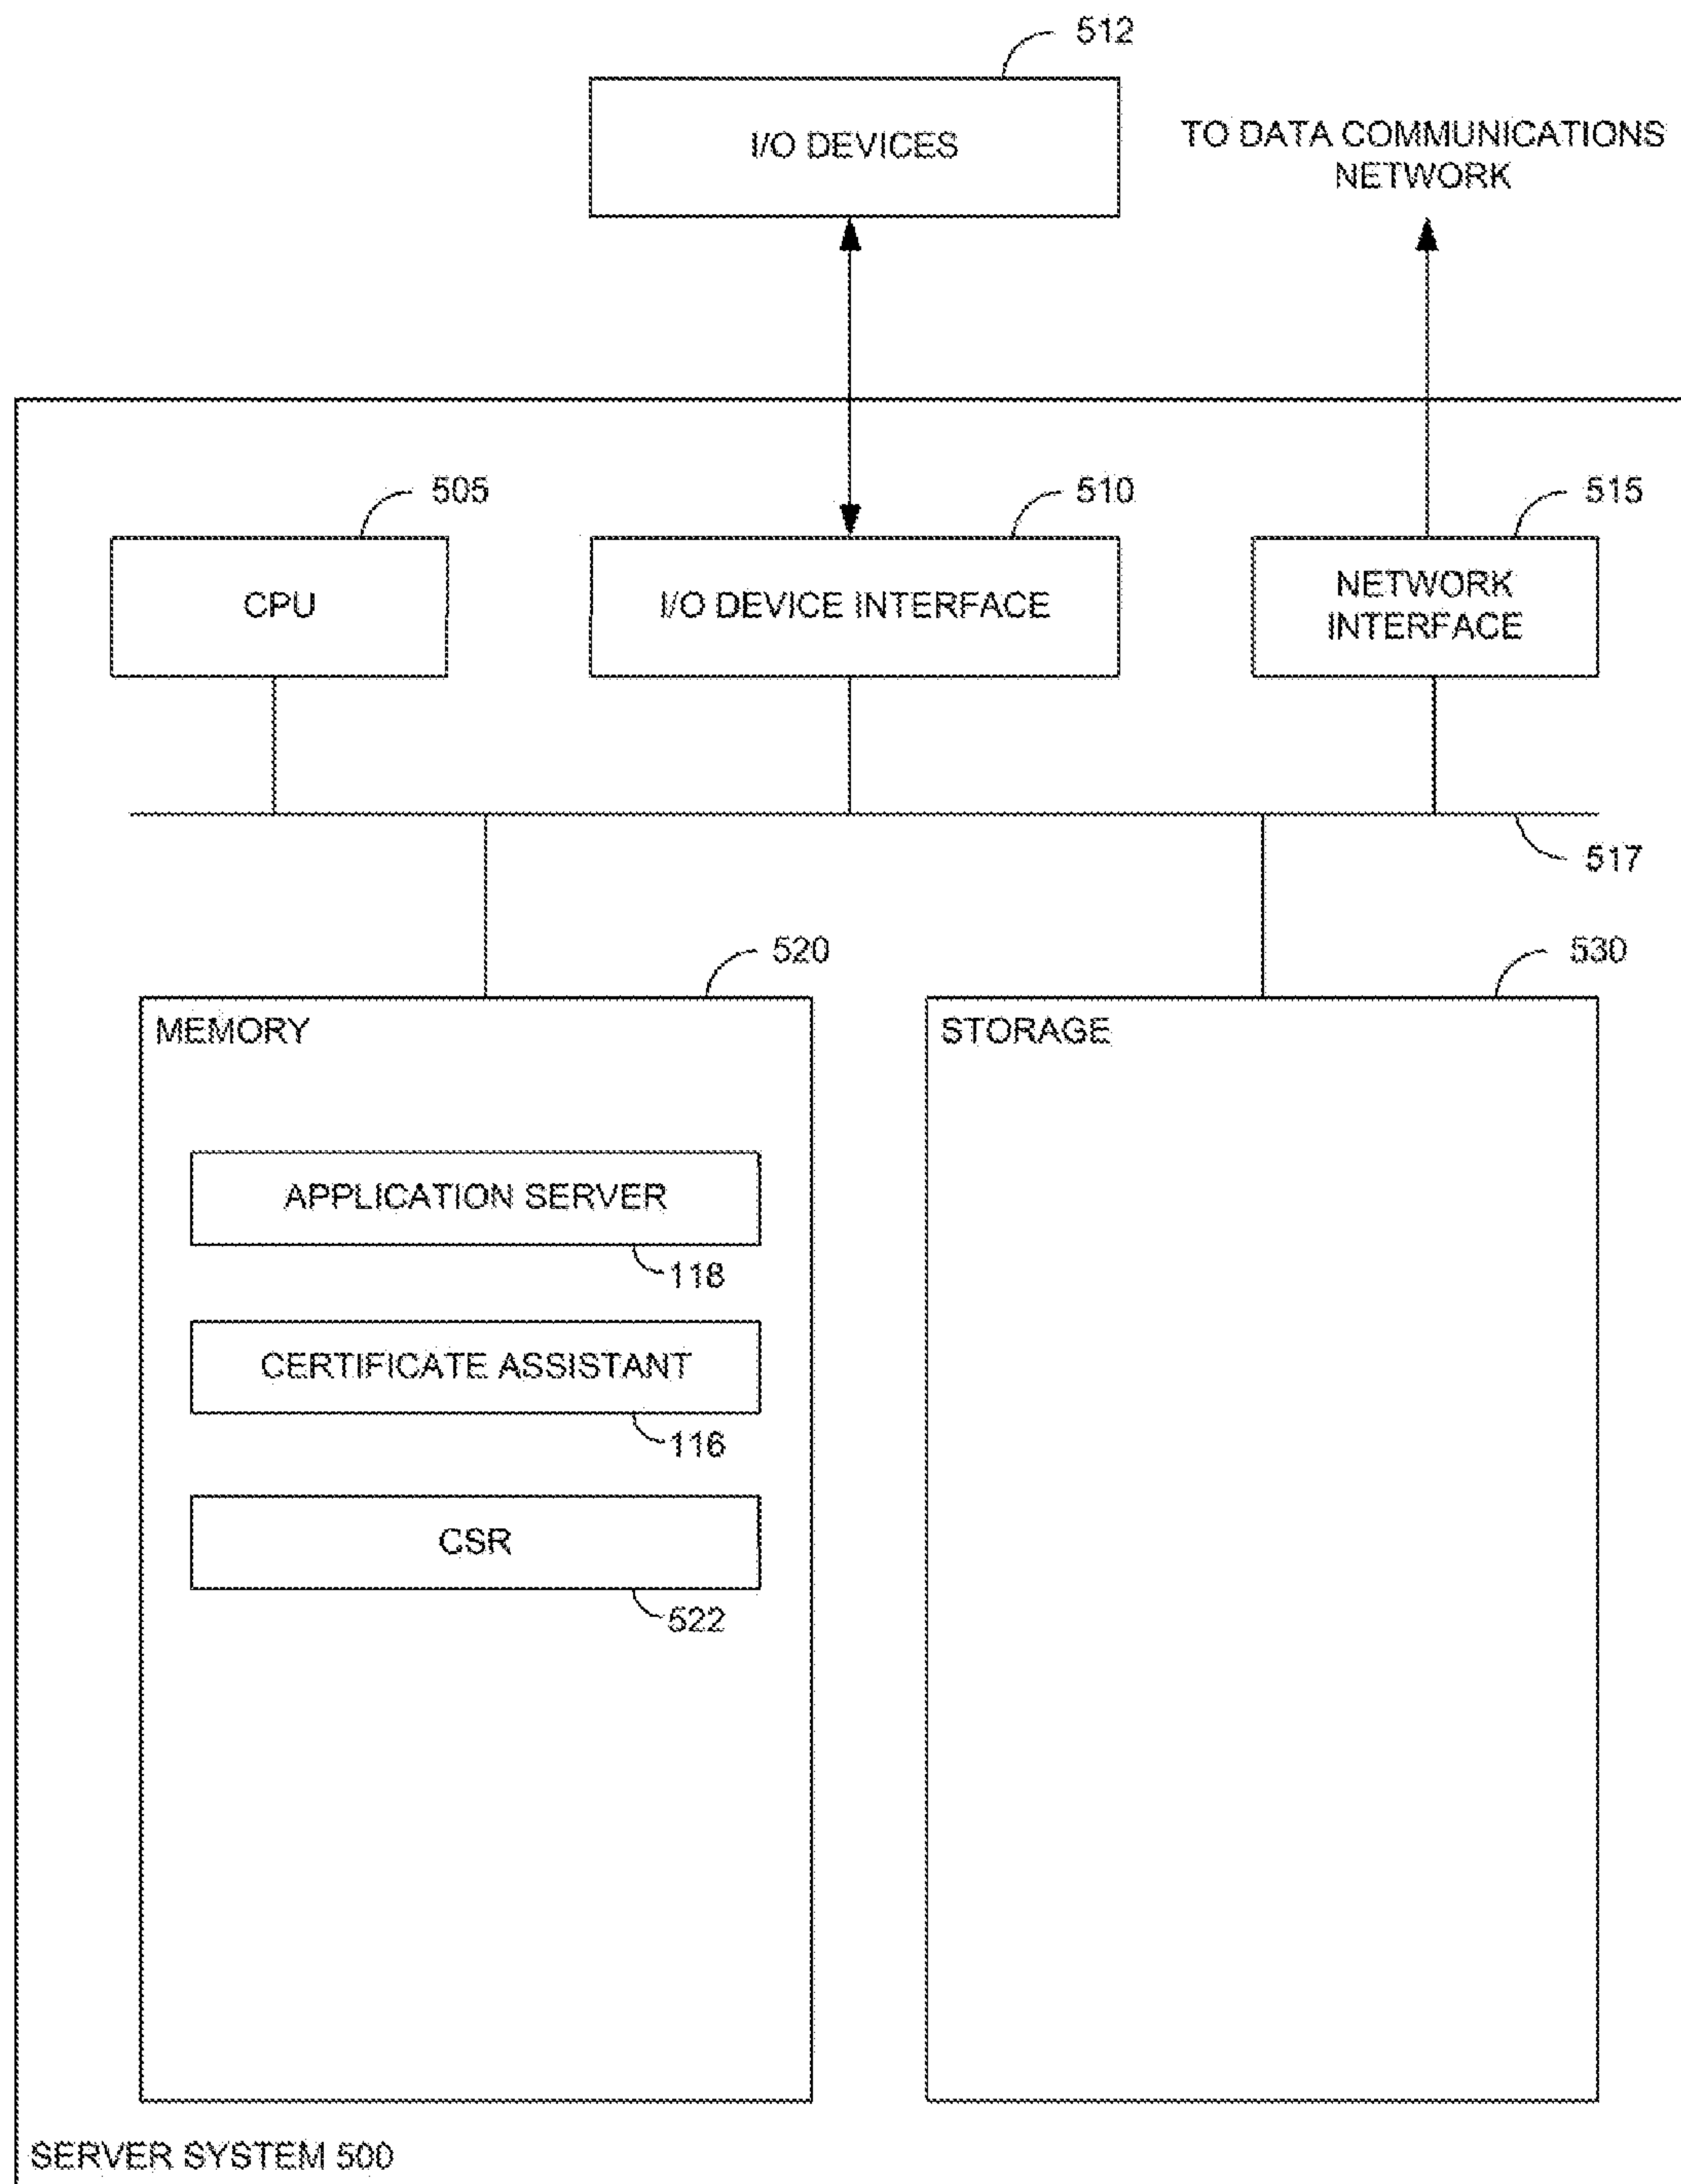 512
I/O DEVICES
TO DATA COMMUNICATIONS
NETWORK
505
510
515
CPU
I/O DEVICE INTERFACE
NETWORK
INTERFACE
517
520
530
MEMORY
STORAGE
APPLICATION SERVER
118
CERTIFICATE ASSISTANT
116
CSR
522
SERVER SYSTEM 500